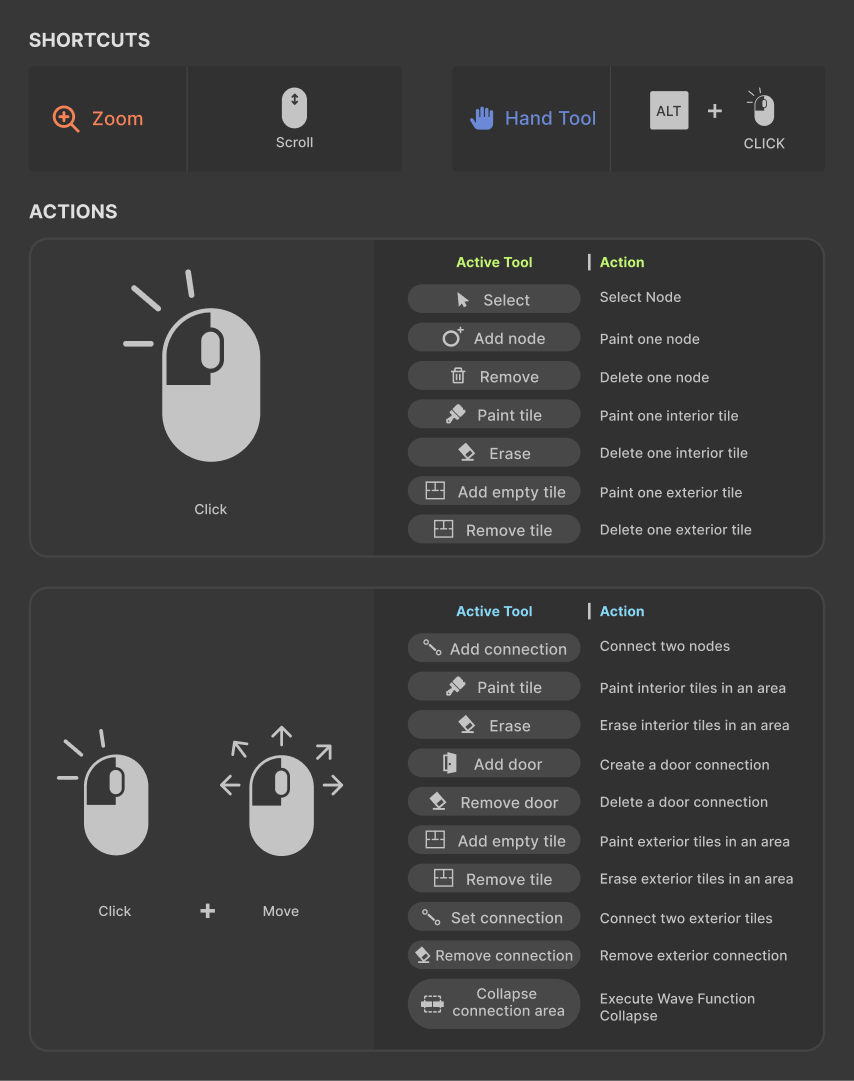 SHORTCUTS
Zoom
Scroll
Hand Tool
ALT
+
CLICK
ACTIONS
Click
Active Tool | Action
Select Select Node
Add node Paint one node
Remove Delete one node
Paint tile Paint one interior tile
Erase Delete one interior tile
Add empty tile Paint one exterior tile
Remove tile Delete one exterior tile
Click + Move
Active Tool | Action
Add connection Connect two nodes
Paint tile Paint interior tiles in an area
Erase Erase interior tiles in an area
Add door Create a door connection
Remove door Delete a door connection
Add empty tile Paint exterior tiles in an area
Remove tile Erase exterior tiles in an area
Set connection Connect two exterior tiles
Remove connection Remove exterior connection
Collapse
connection area
Execute Wave Function
Collapse